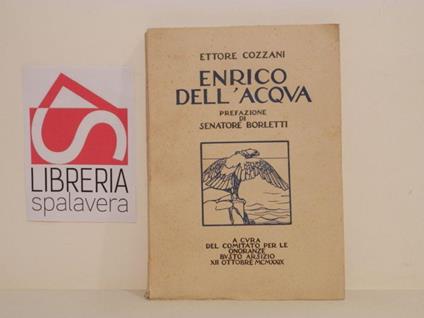 LIBRERIA
spalavera
ETTORE COZZANI
ENRICO
DELL'ACQVA
PREFAZIONE
DI
SENATORE BORLETTI
A CVRA
DEL COMITATO PER LE
ONORANZE
BVSTO ARSIZIO
XII OTTOBRE MCMXXIX